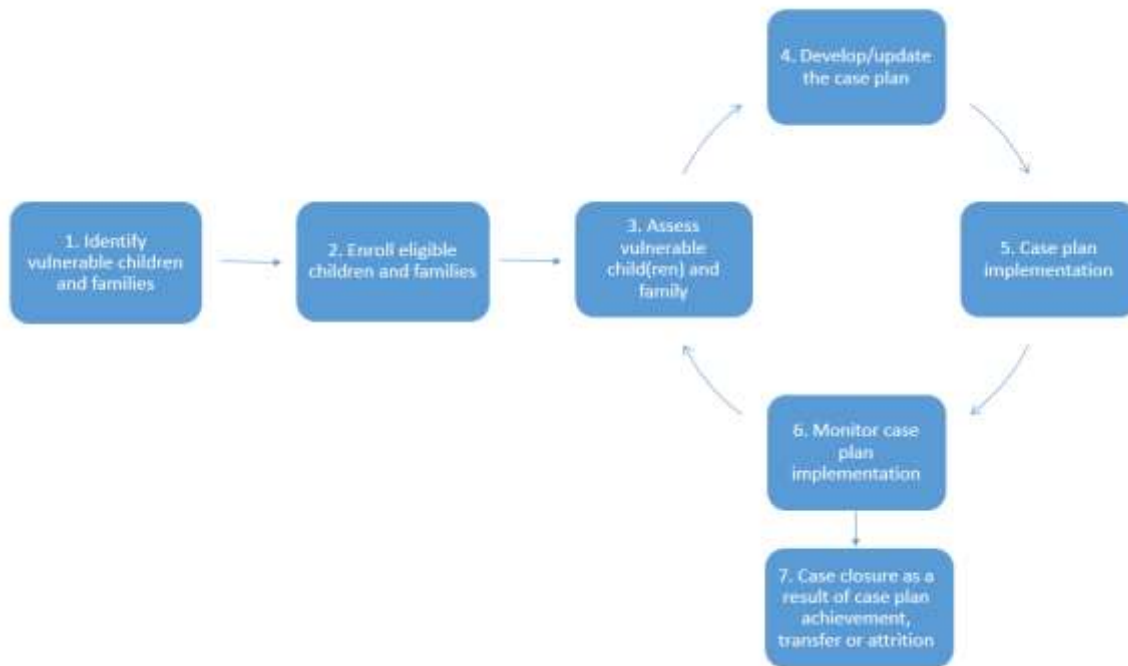 1. Identify
vulnerable children
and families
2. Enroll eligible
children and families
3. Assess
vulnerable
child(ren) and
family
4. Develop/update
the case plan
5. Case plan
implementation
6. Monitor case
plan
implementation
7. Case closure as a
result of case plan
achievement,
transfer or attrition